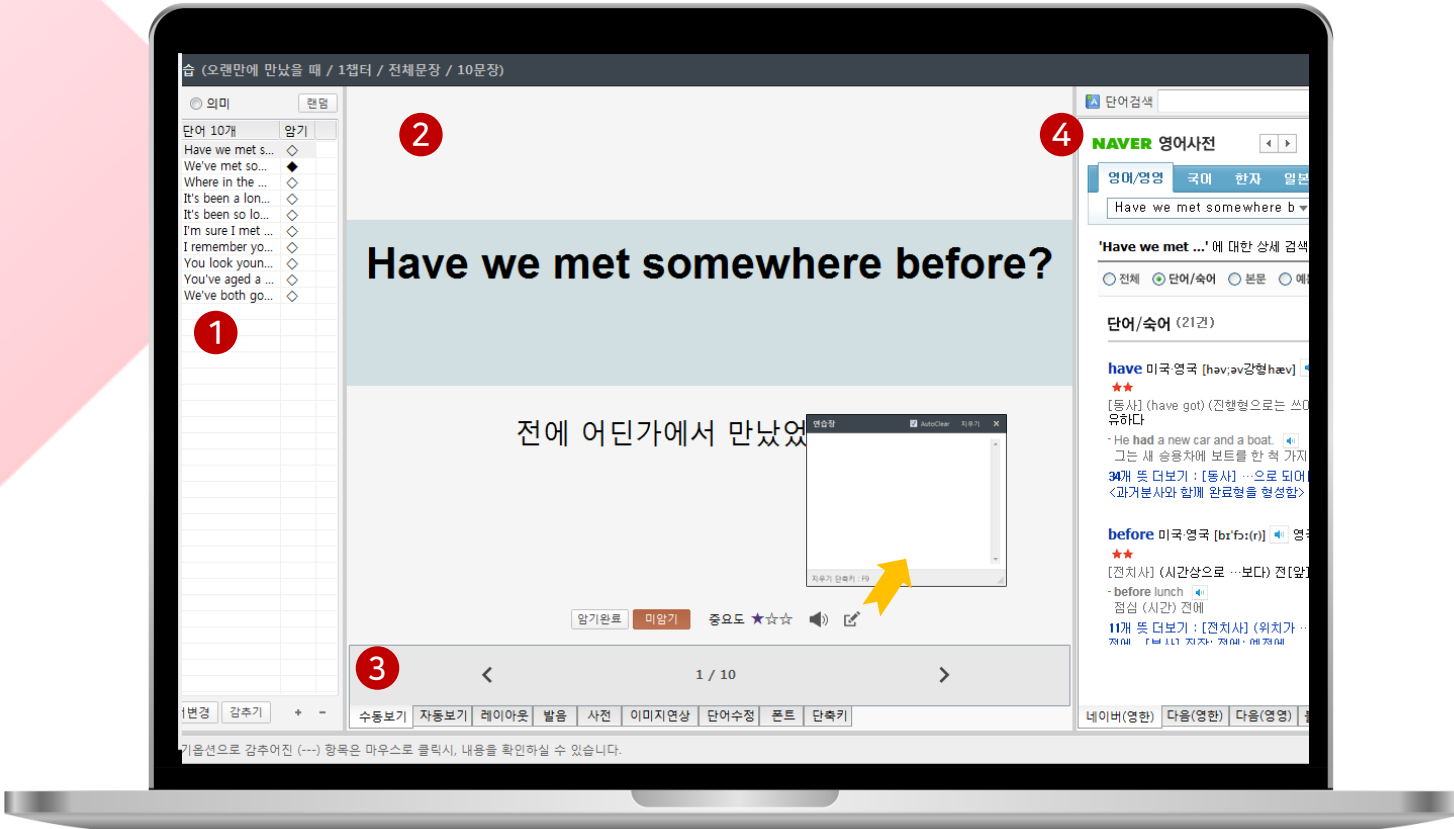 습 (오랜만에 만났을 때 / 1챕터 / 전체문장 / 10문장)
의미 랜덤
단어 10개 암기
Have we met s...
We've met so...
Where in the ...
It's been a lon...
It's been so lo...
I'm sure I met ...
I remember yo...
You look youn...
You've aged a ...
We've both go...
1
변경 감추기 + -
2
Have we met somewhere before?
전에 어딘가에서 만났었
연습장 AutoClear 지우기
지우기 단축키 : F9
암기완료 미암기 중요도 ★☆☆
3
1 / 10
수동보기 자동보기 레이아웃 발음 사전 이미지연상 단어수정 폰트 단축키
4
단어검색
NAVER 영어사전
영어/영영 국어 한자 일본
Have we met somewhere b
'Have we met ...' 에 대한 상세 검색
전체 단어/숙어 본문 예
단어/숙어 (21건)
have 미국·영국 [həv;əv강형hæv]
★★
[동사] (have got) (진행형으로는 쓰이
유하다
- He had a new car and a boat.
그는 새 승용차에 보트를 한 척 가지
34개 뜻 더보기 : [동사] …으로 되어
<과거분사와 함께 완료형을 형성함>
before 미국·영국 [bɪˈfɔ:(r)] 영
★★
[전치사] (시간상으로 …보다) 전[앞]
- before lunch
점심 (시간) 전에
11개 뜻 더보기 : [전치사] (위치가 …
네이버(영한) 다음(영한) 다음(영영)
기옵션으로 감추어진 (---) 항목은 마우스로 클릭시, 내용을 확인하실 수 있습니다.